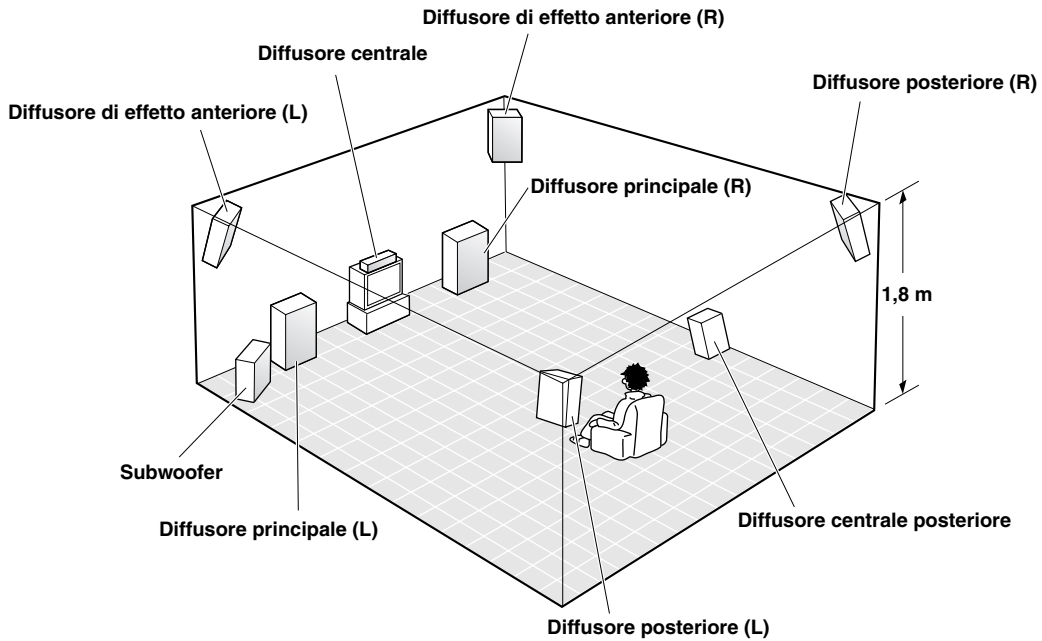 Diffusore di effetto anteriore (R)
Diffusore centrale
Diffusore posteriore (R)
Diffusore di effetto anteriore (L)
Diffusore principale (R)
1,8 m
Subwoofer
Diffusore principale (L)
Diffusore centrale posteriore
Diffusore posteriore (L)